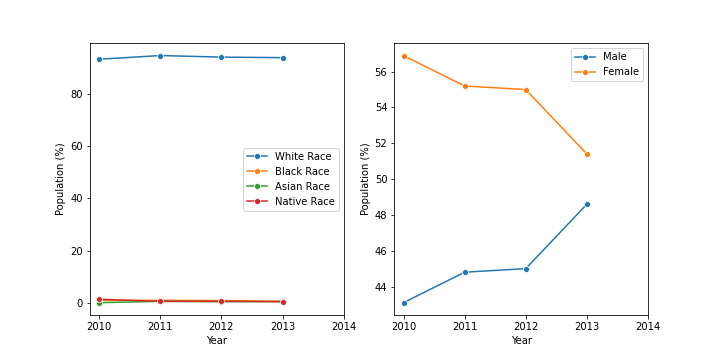 80
60
40
20
0
Population (%)
2010 2011 2012 2013 2014
Year
White Race
Black Race
Asian Race
Native Race
56
54
52
50
48
46
44
Population (%)
2010 2011 2012 2013 2014
Year
Male
Female